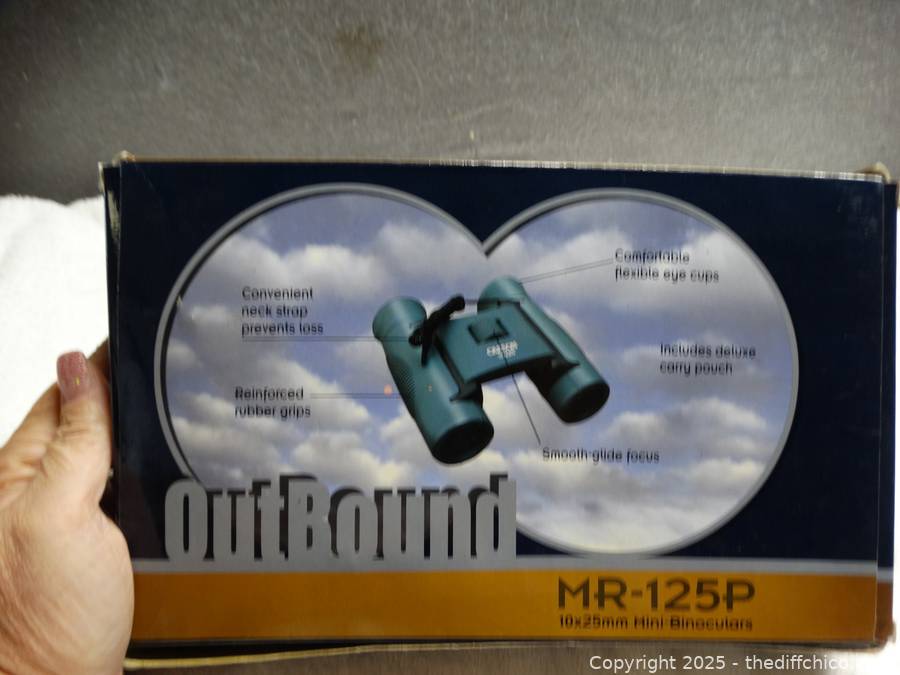 Comfortable
flexible eye cups
Convenient
neck strap
prevents loss
Includes deluxe
carry pouch
Reinforced
rubber grips
Smooth-glide focus
OutBound
MR-125P
10x25mm Mini Binoculars
Copyright 2025 - thediffchico